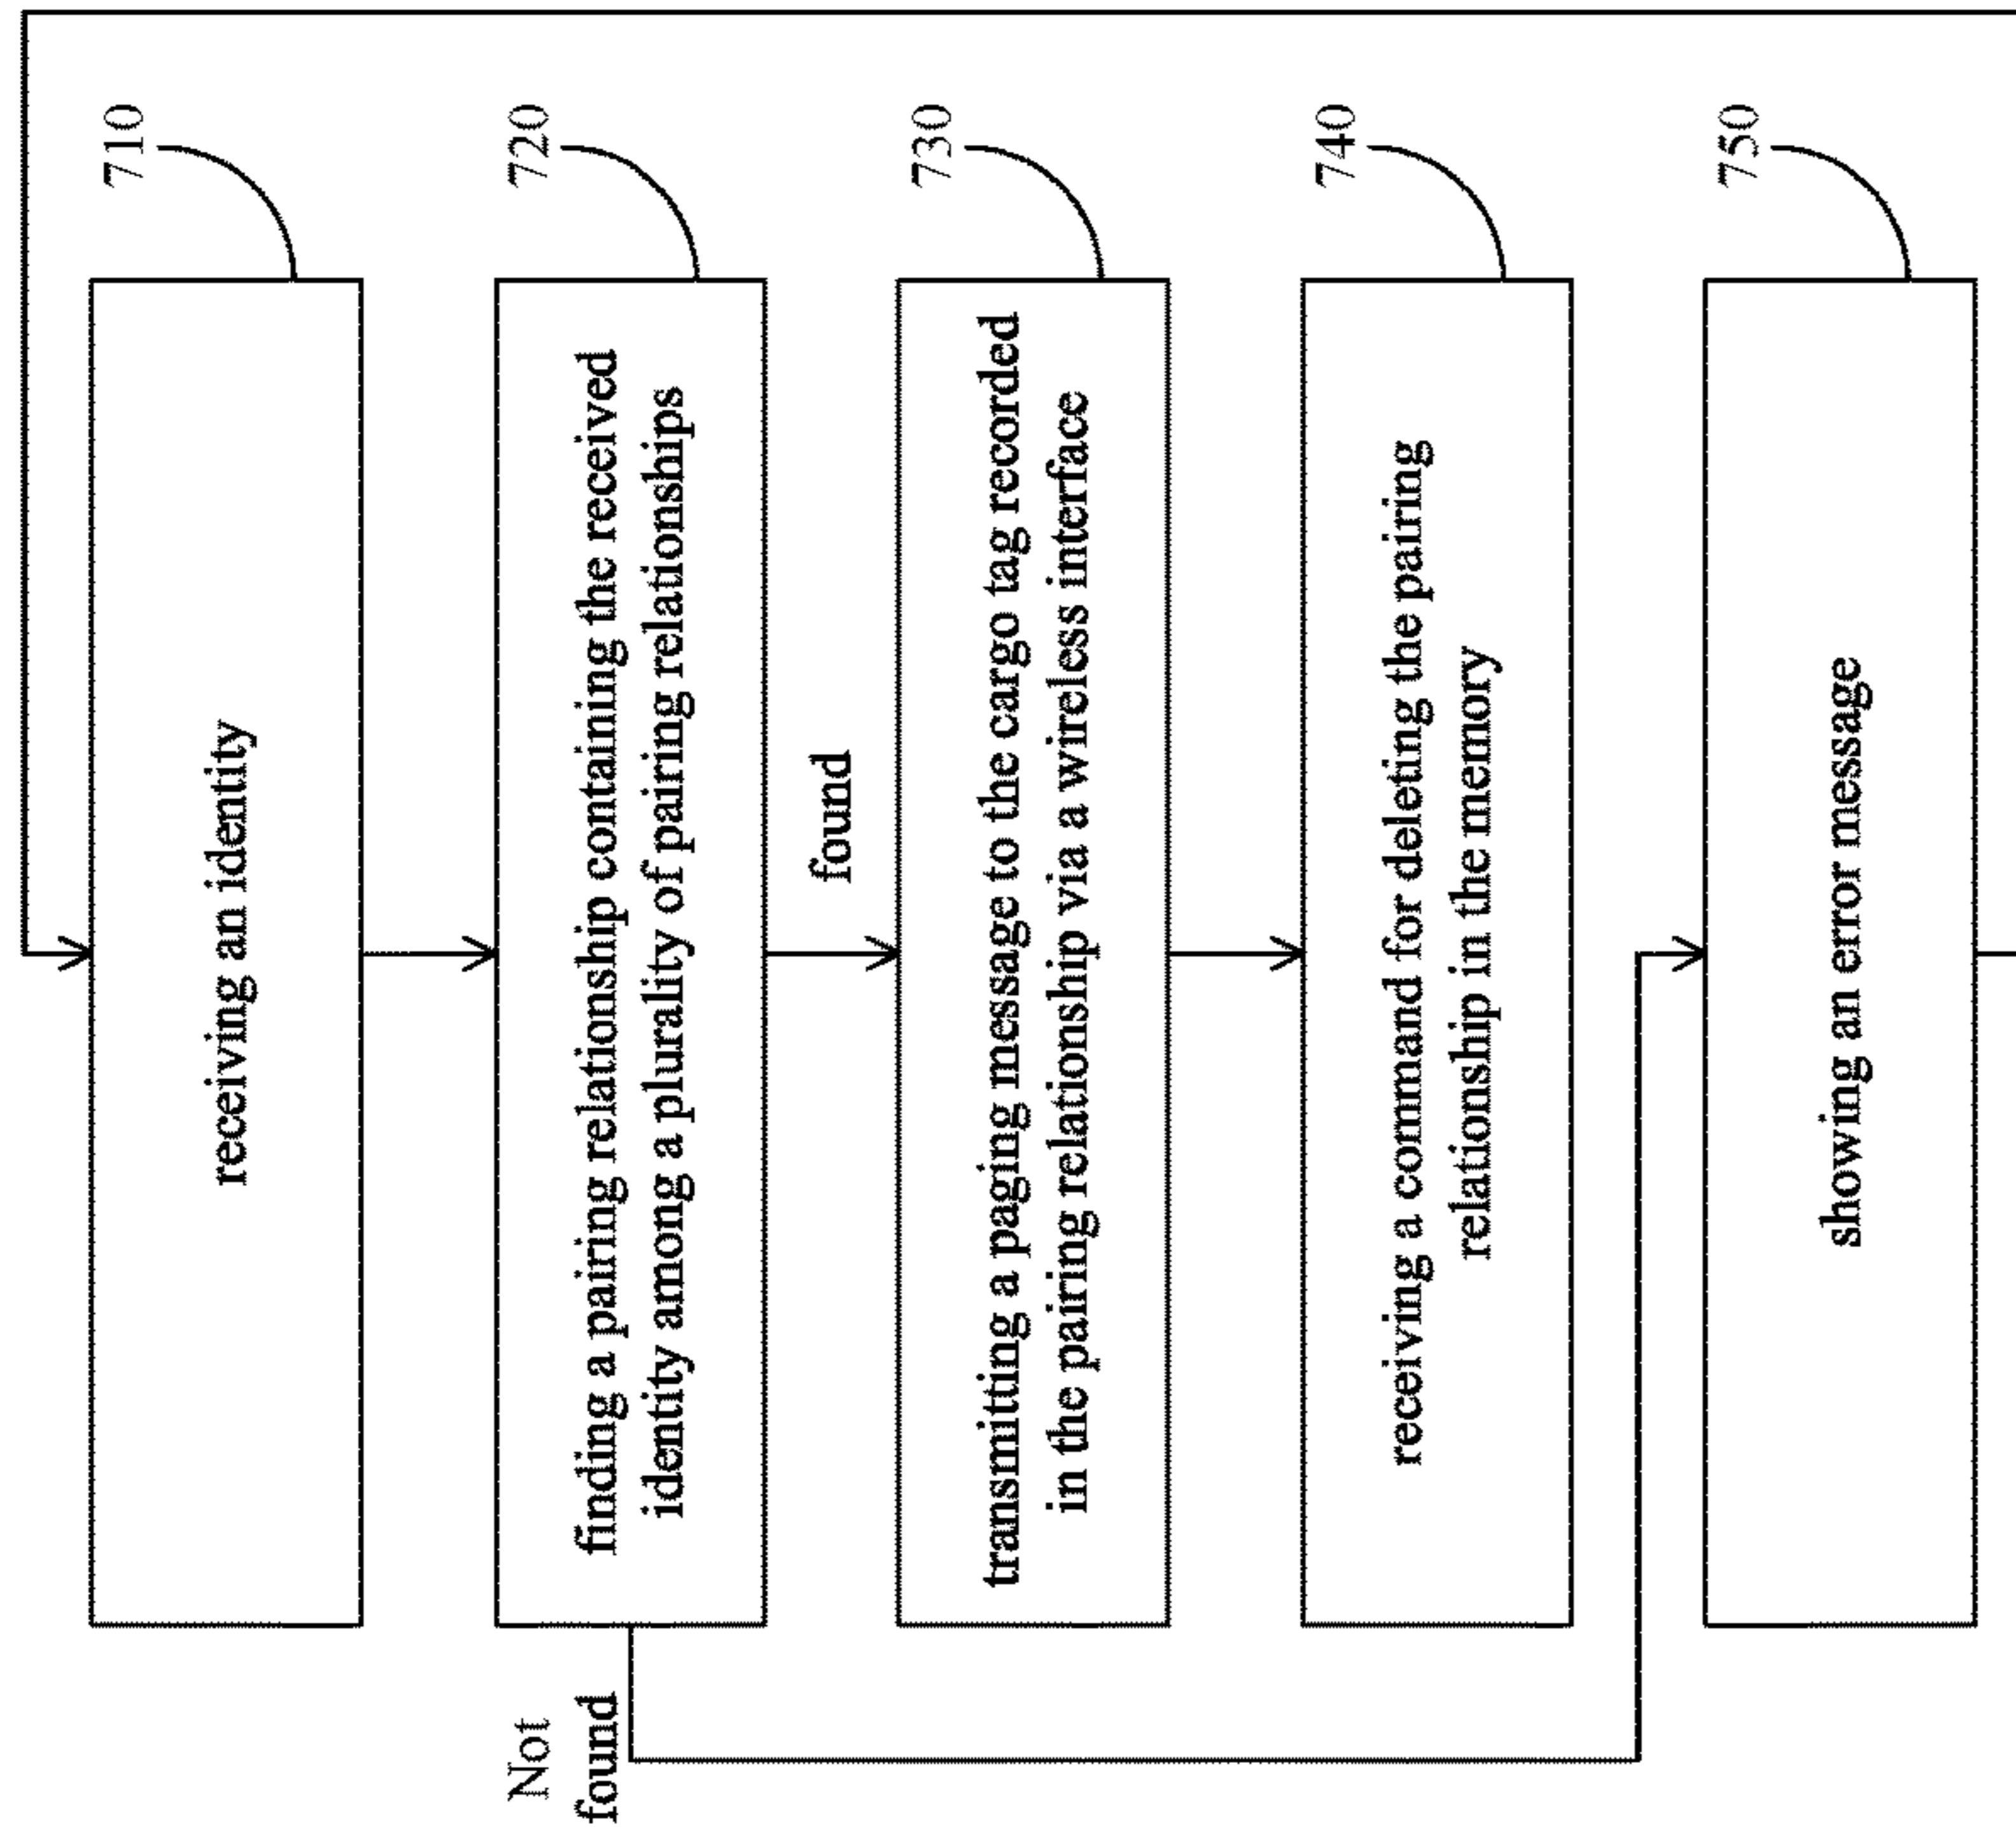 710
receiving an identity
720
finding a pairing relationship containing the received
identity among a plurality of pairing relationships
Not
found
found
730
transmitting a paging message to the cargo tag recorded
in the pairing relationship via a wireless interface
740
receiving a command for deleting the pairing
relationship in the memory
750
showing an error message